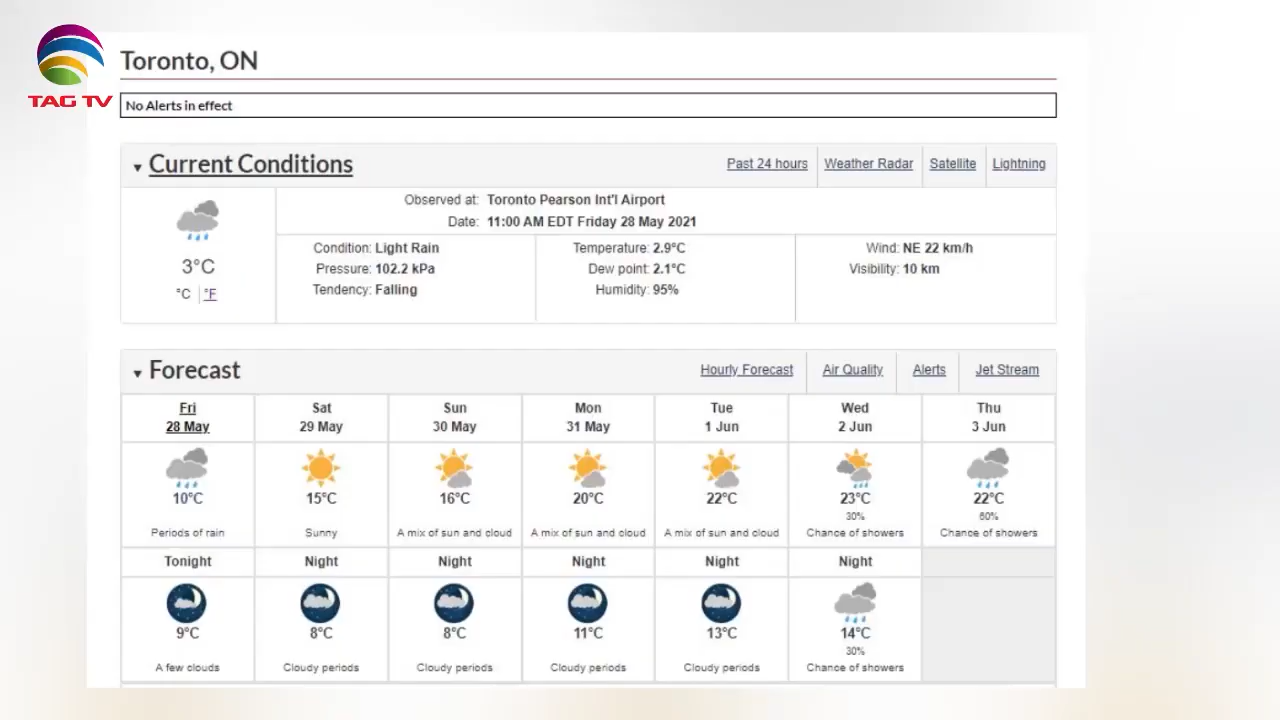 TAG TV
Toronto, ON
No Alerts in effect
Current Conditions
Past 24 hours
Weather Radar
Satellite
Lightning
Observed at: Toronto Pearson Int'l Airport
Date: 11:00 AM EDT Friday 28 May 2021
3°C
°C °F
Condition: Light Rain
Pressure: 102.2 kPa
Tendency: Falling
Temperature: 2.9°C
Dew point: 2.1°C
Humidity: 95%
Wind: NE 22 km/h
Visibility: 10 km
Forecast
Hourly Forecast
Air Quality
Alerts
Jet Stream
Fri Sat Sun Mon Tue Wed Thu
28 May 29 May 30 May 31 May 1 Jun 2 Jun 3 Jun
10°C 15°C 16°C 20°C 22°C 23°C 22°C
30% 60%
Periods of rain Sunny A mix of sun and cloud A mix of sun and cloud A mix of sun and cloud Chance of showers Chance of showers
Tonight Night Night Night Night Night
9°C 8°C 8°C 11°C 13°C 14°C
30%
A few clouds Cloudy periods Cloudy periods Cloudy periods Cloudy periods Chance of showers